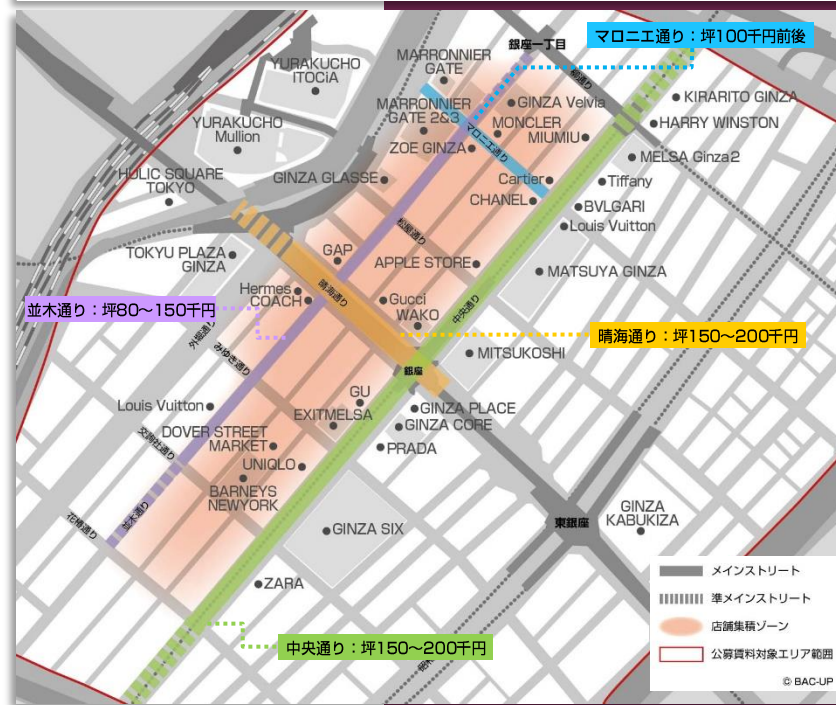 マロニエ通り：坪100千円前後
銀座一丁目
柳通り
MARRONNIER
GATE
YURAKUCHO
ITOCiA
KIRARITO GINZA
GINZA Velvia
MARRONNIER
GATE 2&3
MONCLER
HARRY WINSTON
YURAKUCHO
Mullion
MIUMIU
ZOE GINZA
マロニエ通り
MELSA Ginza2
HULIC SQUARE
TOKYO
GINZA GLASSE
Cartier
Tiffany
CHANEL
BVLGARI
Louis Vuitton
松屋通り
TOKYU PLAZA
GINZA
GAP
APPLE STORE
MATSUYA GINZA
Hermes
COACH
晴海通り
Gucci
WAKO
中央通り
並木通り：坪80～150千円
外堀通り
みゆき通り
晴海通り：坪150～200千円
MITSUKOSHI
銀座
GU
EXITMELSA
Louis Vuitton
GINZA PLACE
GINZA CORE
DOVER STREET
MARKET
PRADA
交詢社通り
UNIQLO
BARNEYS
NEWYORK
並木通り
花椿通り
GINZA SIX
東銀座
GINZA
KABUKIZA
ZARA
中央通り：坪150～200千円
メインストリート
準メインストリート
店舗集積ゾーン
公募賃料対象エリア範囲
© BAC-UP